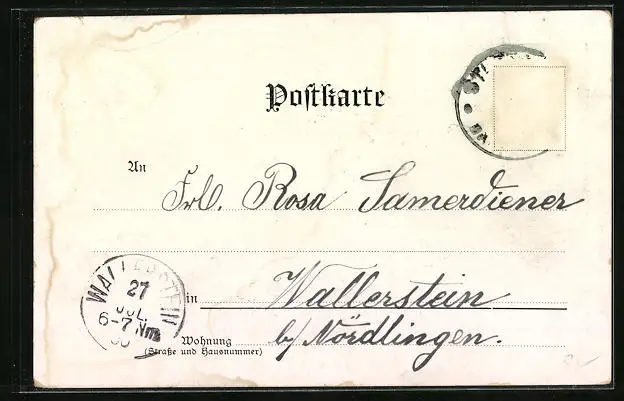 Postkarte
An
Frl. Rosa Samerdiener
in
Wallerstein
Wohnung
b/ Nördlingen.
(Straße und Hausnummer)
WALLERSTEIN
27
JUL.
6-7 Nm